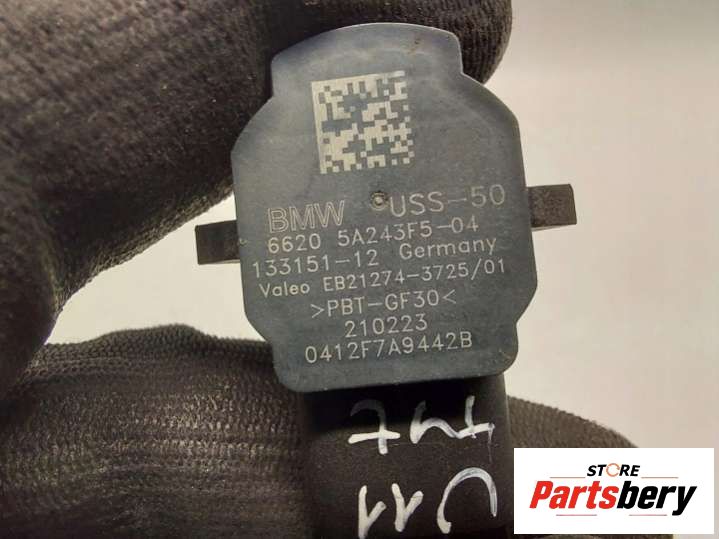 BMW USS-50
6620 5A243F5-04
133151-12 Germany
Valeo EB21274-3725/01
>PBT-GF30<
210223
0412F7A9442B
U11
STORE
Partsbery